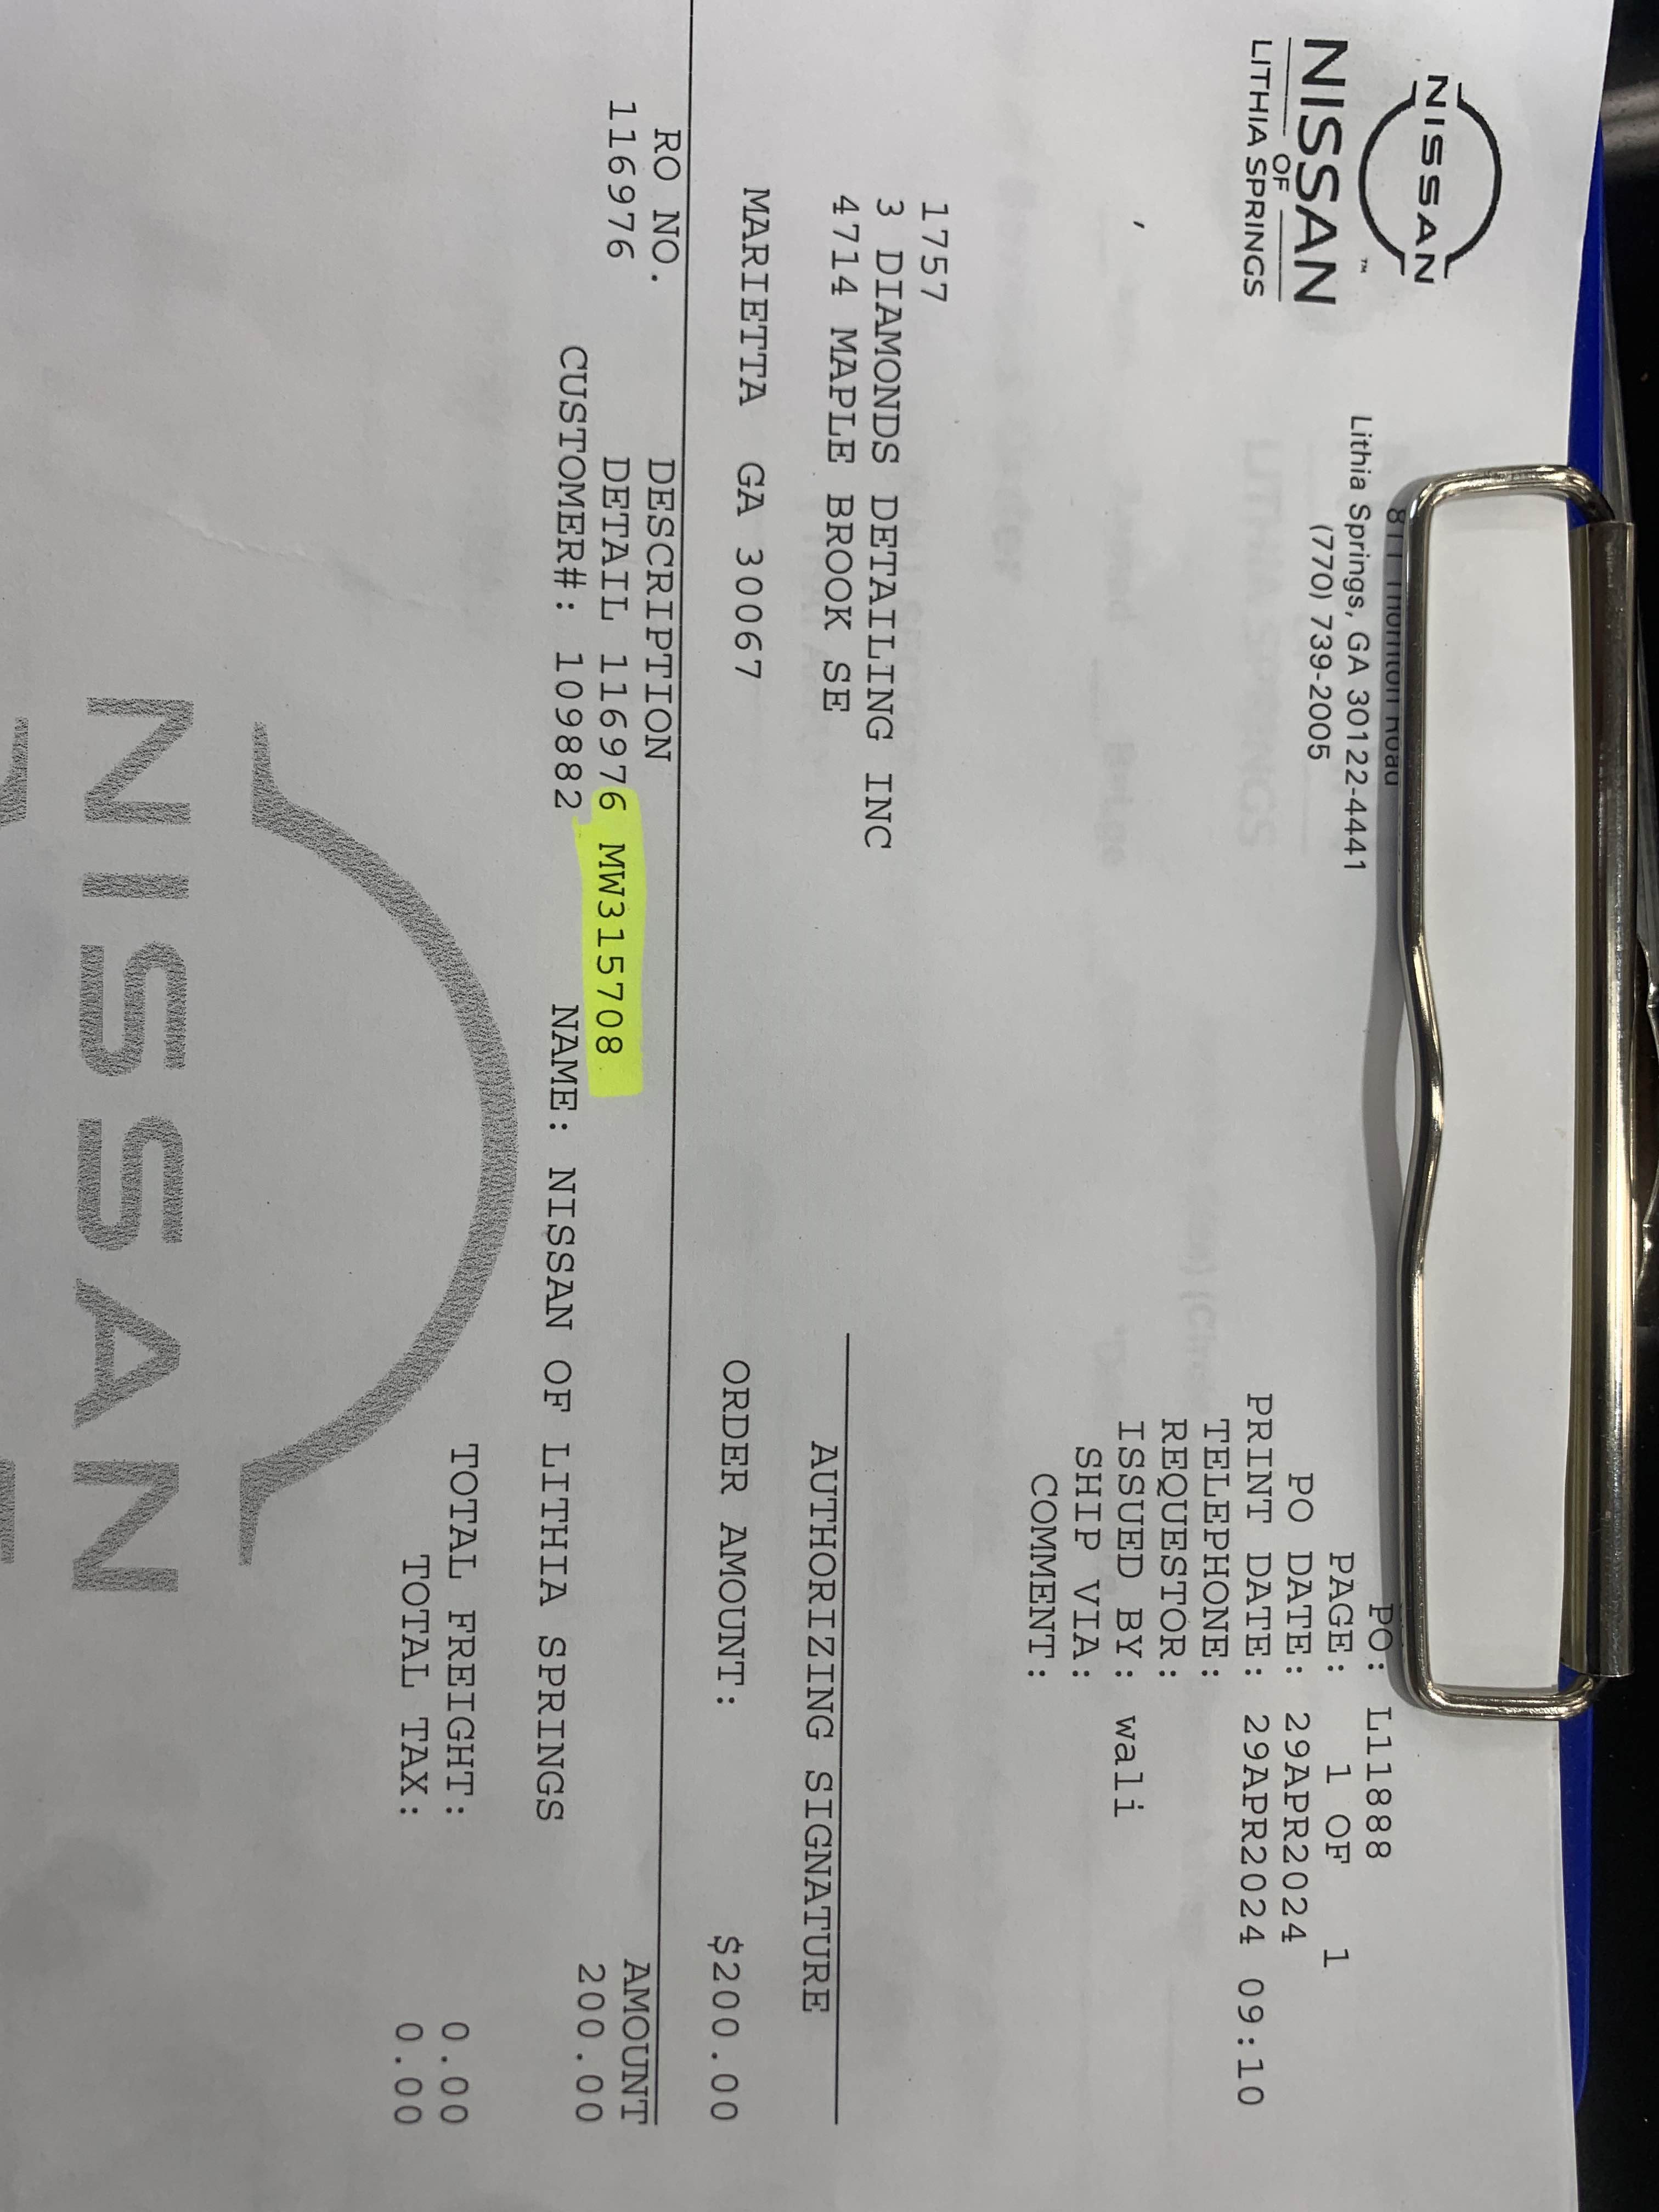 NISSAN
NISSAN
OF
LITHIA SPRINGS
811 Thornton Road
Lithia Springs, GA 30122-4441
(770) 739-2005
PO: L11888
PAGE: 1 OF 1
PO DATE: 29APR2024
PRINT DATE: 29APR2024 09:10
TELEPHONE:
REQUESTOR:
ISSUED BY: wali
SHIP VIA:
COMMENT:
,
1757
3 DIAMONDS DETAILING INC
4714 MAPLE BROOK SE
MARIETTA GA 30067
AUTHORIZING SIGNATURE
ORDER AMOUNT: $200.00
RO NO. DESCRIPTION AMOUNT
116976 DETAIL 116976 MW315708 200.00
CUSTOMER#: 109882 NAME: NISSAN OF LITHIA SPRINGS
TOTAL FREIGHT: 0.00
TOTAL TAX: 0.00
NISSAN